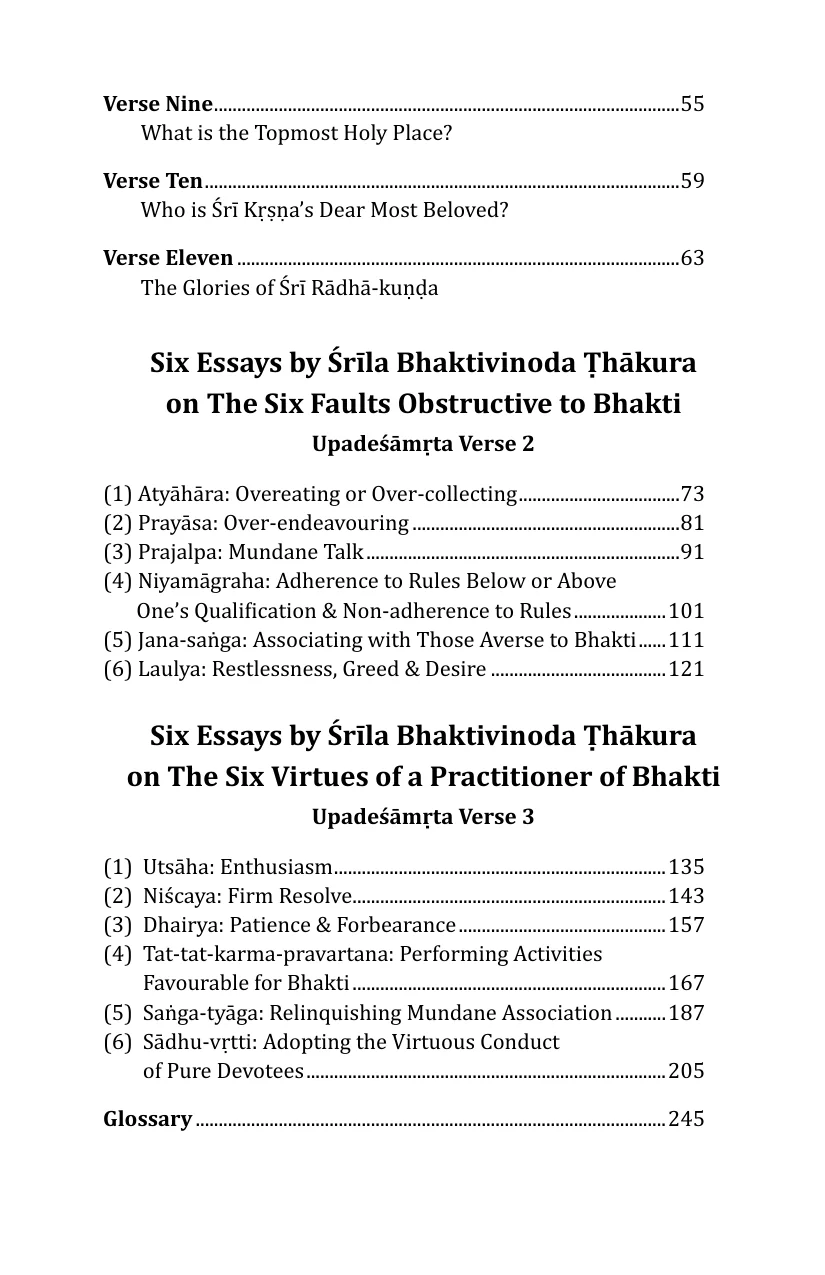 Verse Nine....................................................................................................55
What is the Topmost Holy Place?
Verse Ten......................................................................................................59
Who is Śrī Kṛṣṇa’s Dear Most Beloved?
Verse Eleven ...............................................................................................63
The Glories of Śrī Rādhā-kuṇḍa
Six Essays by Śrīla Bhaktivinoda Ṭhākura
on The Six Faults Obstructive to Bhakti
Upadeśāmṛta Verse 2
(1) Atyāhāra: Overeating or Over-collecting...................................73
(2) Prayāsa: Over-endeavouring ..........................................................81
(3) Prajalpa: Mundane Talk ....................................................................91
(4) Niyamāgraha: Adherence to Rules Below or Above
One’s Qualification & Non-adherence to Rules .................... 101
(5) Jana-saṅga: Associating with Those Averse to Bhakti ...... 111
(6) Laulya: Restlessness, Greed & Desire ...................................... 121
Six Essays by Śrīla Bhaktivinoda Ṭhākura
on The Six Virtues of a Practitioner of Bhakti
Upadeśāmṛta Verse 3
(1) Utsāha: Enthusiasm........................................................................ 135
(2) Niścaya: Firm Resolve.................................................................... 143
(3) Dhairya: Patience & Forbearance ............................................. 157
(4) Tat-tat-karma-pravartana: Performing Activities
Favourable for Bhakti .................................................................... 167
(5) Saṅga-tyāga: Relinquishing Mundane Association ........... 187
(6) Sādhu-vṛtti: Adopting the Virtuous Conduct
of Pure Devotees .............................................................................. 205
Glossary ...................................................................................................... 245